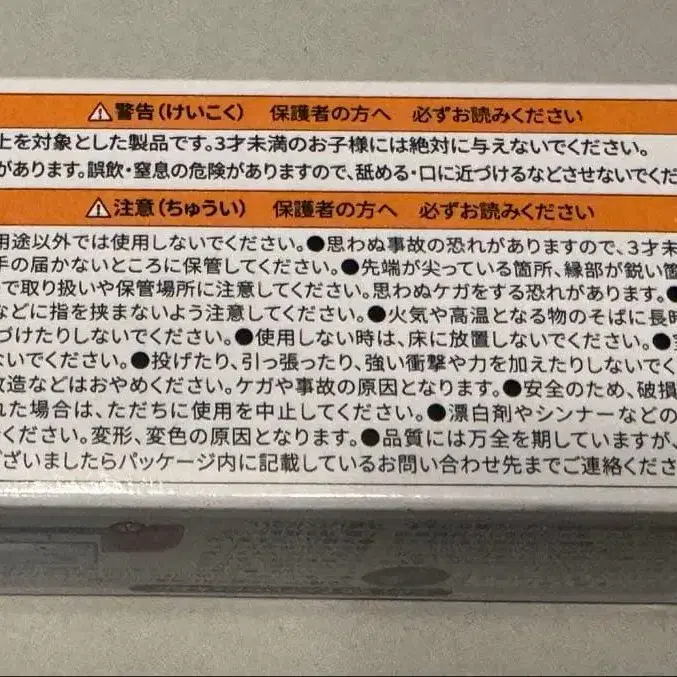 ⚠警告(けいこく) 保護者の方へ 必ずお読みください
上を対象とした製品です。3才未満のお子様には絶対に与えないでください。
があります。誤飲・窒息の危険がありますので、舐める・口に近づけるなどさせないでくだ
⚠注意(ちゅうい) 保護者の方へ 必ずお読みください
用途以外では使用しないでください。●思わぬ事故の恐れがありますので、3才未
手の届かないところに保管してください。●先端が尖っている箇所、縁部が鋭い箇
で取り扱いや保管場所に注意してください。思わぬケガをする恐れがあります。●
などに指を挟まないよう注意してください。●火気や高温となる物のそばに長時
づけたりしないでください。●使用しない時は、床に放置しないでください。●
ないでください。●投げたり、引っ張ったり、強い衝撃や力を加えたりしないでく
改造などはおやめください。ケガや事故の原因となります。●安全のため、破損
れた場合は、ただちに使用を中止してください。●漂白剤やシンナーなどの
ください。変形、変色の原因となります。●品質には万全を期していますが、
ございましたらパッケージ内に記載しているお問い合わせ先までご連絡くださ